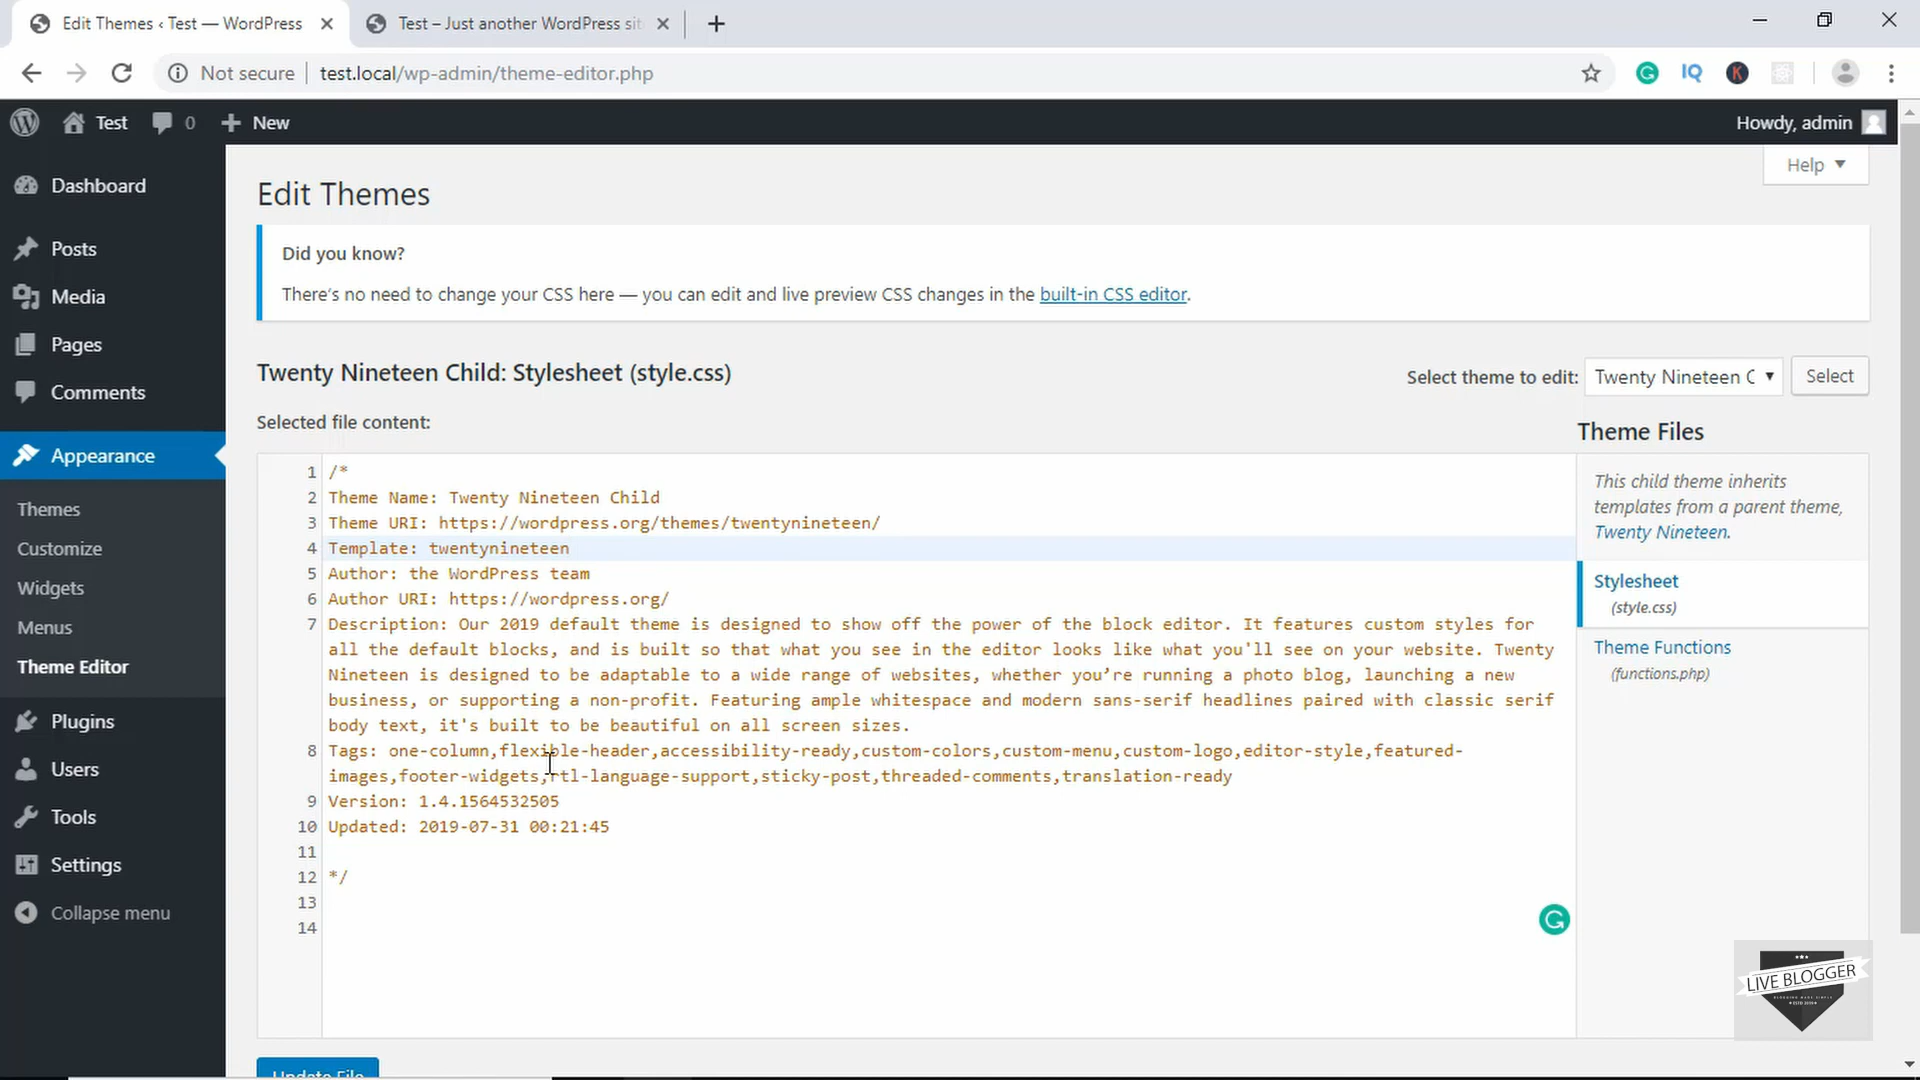 Edit Themes ‹ Test — WordPress
Test – Just another WordPress sit
Not secure
test.local/wp-admin/theme-editor.php
IQ
K
Test
0
New
Howdy, admin
Help
Dashboard
Posts
Media
Pages
Comments
Appearance
Themes
Customize
Widgets
Menus
Theme Editor
Plugins
Users
Tools
Settings
Collapse menu
Edit Themes
Did you know?
There's no need to change your CSS here — you can edit and live preview CSS changes in the built-in CSS editor.
Twenty Nineteen Child: Stylesheet (style.css)
Select theme to edit:
Twenty Nineteen C
Select
Selected file content:
1 /*
2 Theme Name: Twenty Nineteen Child
3 Theme URI: https://wordpress.org/themes/twentynineteen/
4 Template: twentynineteen
5 Author: the WordPress team
6 Author URI: https://wordpress.org/
7 Description: Our 2019 default theme is designed to show off the power of the block editor. It features custom styles for
all the default blocks, and is built so that what you see in the editor looks like what you'll see on your website. Twenty
Nineteen is designed to be adaptable to a wide range of websites, whether you’re running a photo blog, launching a new
business, or supporting a non-profit. Featuring ample whitespace and modern sans-serif headlines paired with classic serif
body text, it's built to be beautiful on all screen sizes.
8 Tags: one-column,flexible-header,accessibility-ready,custom-colors,custom-menu,custom-logo,editor-style,featured-
images,footer-widgets,rtl-language-support,sticky-post,threaded-comments,translation-ready
9 Version: 1.4.1564532505
10 Updated: 2019-07-31 00:21:45
11
12 */
13
14
Theme Files
This child theme inherits
templates from a parent theme,
Twenty Nineteen.
Stylesheet
(style.css)
Theme Functions
(functions.php)
Update File
LIVE BLOGGER